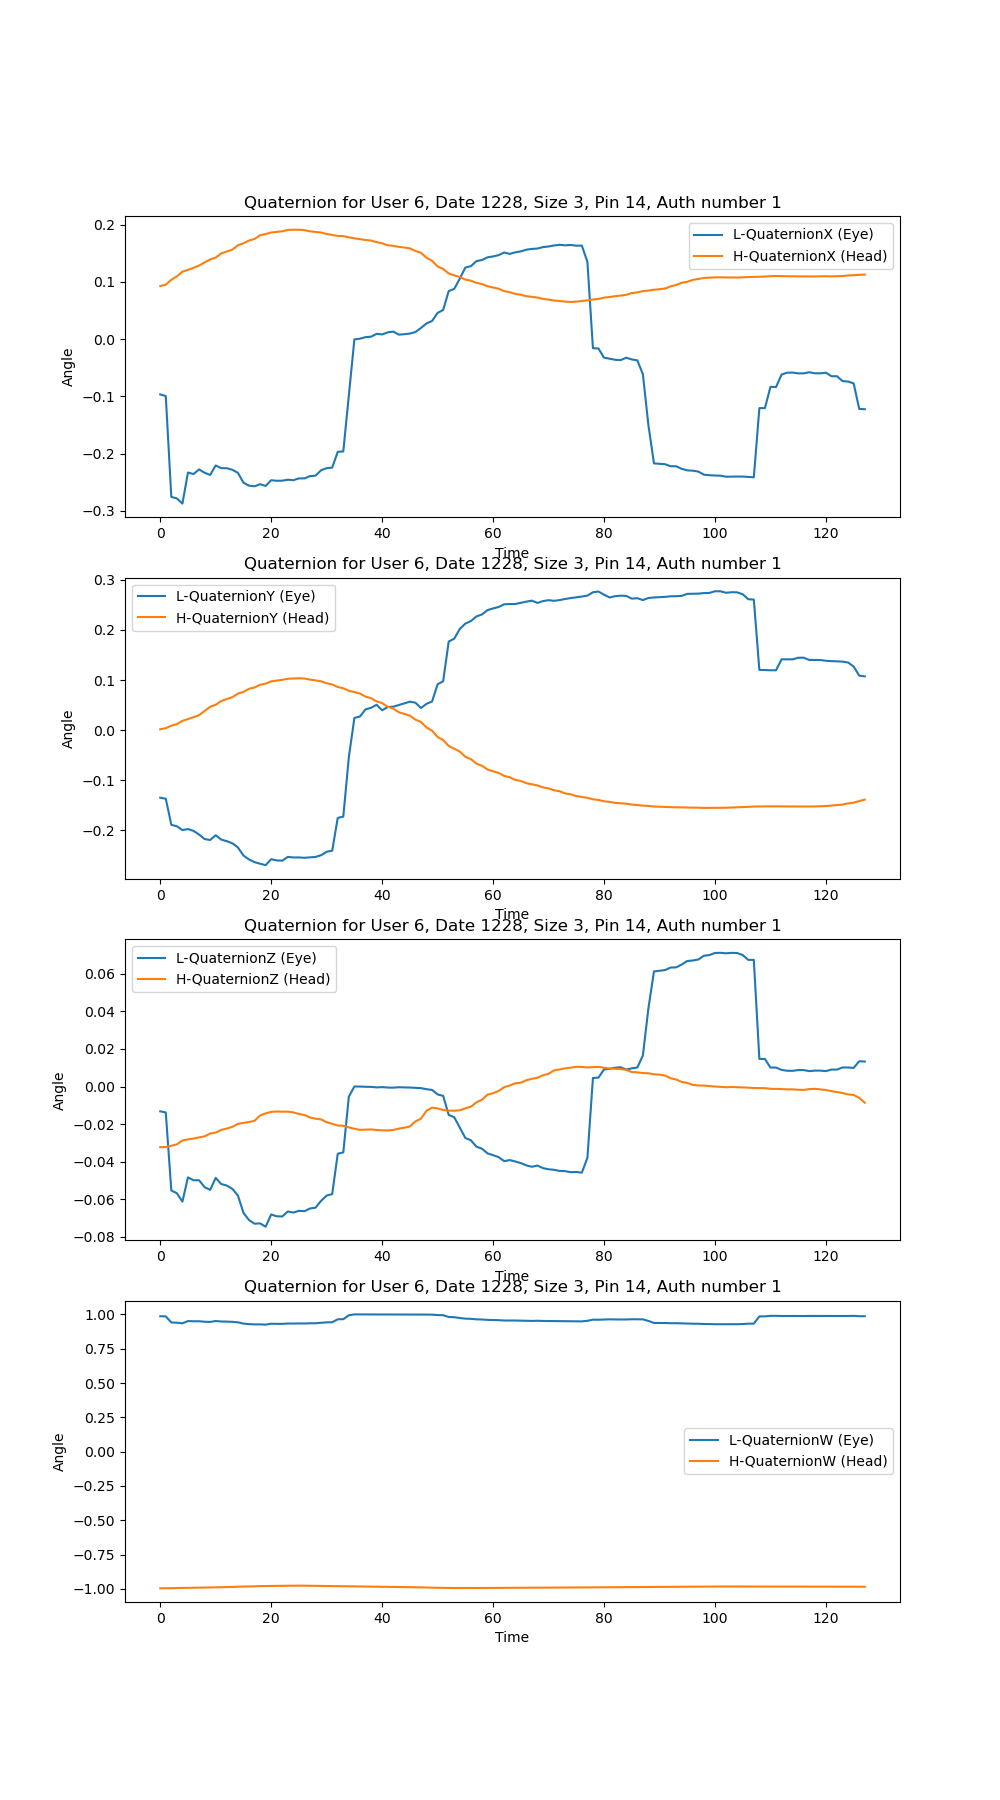 Quaternion for User 6, Date 1228, Size 3, Pin 14, Auth number 1
0.2
0.1
0.0
−0.1
−0.2
−0.3
Angle
L-QuaternionX (Eye)
H-QuaternionX (Head)
0 20 40 60 80 100 120
Time
Quaternion for User 6, Date 1228, Size 3, Pin 14, Auth number 1
0.3
0.2
0.1
0.0
−0.1
−0.2
Angle
L-QuaternionY (Eye)
H-QuaternionY (Head)
0 20 40 60 80 100 120
Time
Quaternion for User 6, Date 1228, Size 3, Pin 14, Auth number 1
0.06
0.04
0.02
0.00
−0.02
−0.04
−0.06
−0.08
Angle
L-QuaternionZ (Eye)
H-QuaternionZ (Head)
0 20 40 60 80 100 120
Time
Quaternion for User 6, Date 1228, Size 3, Pin 14, Auth number 1
1.00
0.75
0.50
0.25
0.00
−0.25
−0.50
−0.75
−1.00
Angle
L-QuaternionW (Eye)
H-QuaternionW (Head)
0 20 40 60 80 100 120
Time